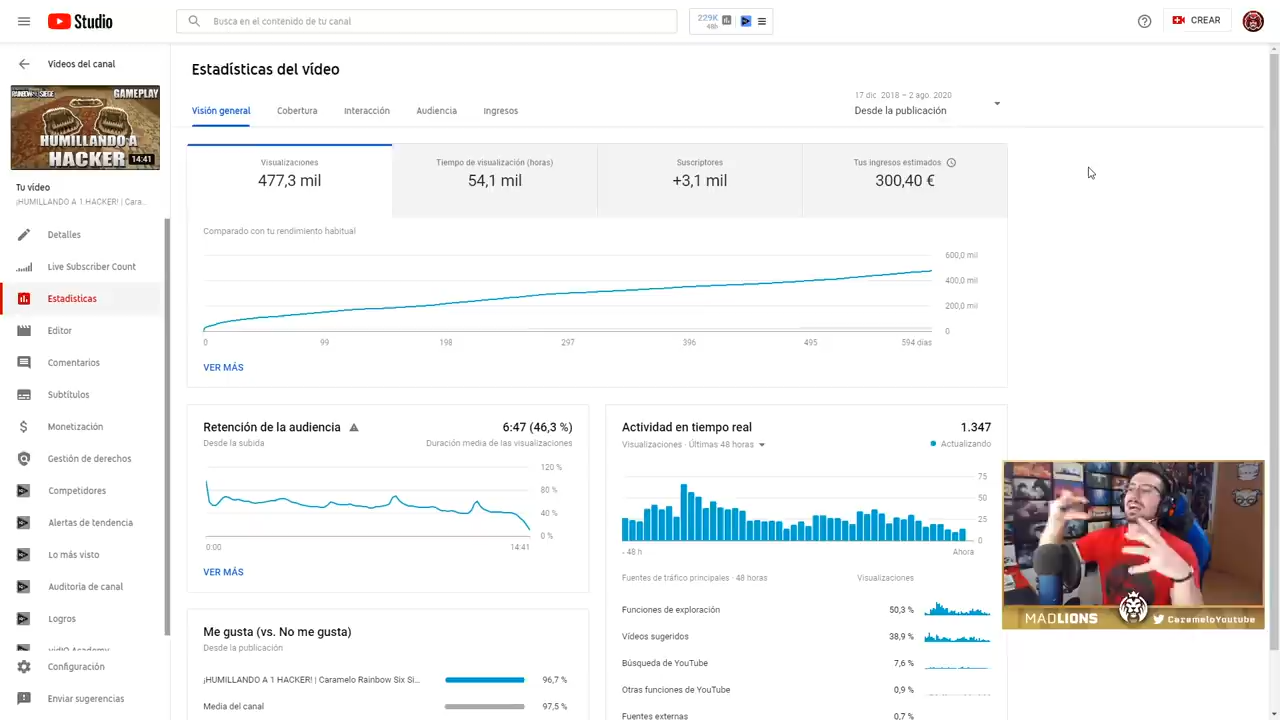 Studio
Busca en el contenido de tu canal
229K
48h
CREAR
Vídeos del canal
RAINBOW SIEGE
GAMEPLAY
HUMILLANDO A
HACKER
14:41
Tu vídeo
¡HUMILLANDO A 1 HACKER! | Cara...
Detalles
Live Subscriber Count
Estadísticas
Editor
Comentarios
Subtítulos
Monetización
Gestión de derechos
Competidores
Alertas de tendencia
Lo más visto
Auditoría de canal
Logros
vidIQ Academy
Configuración
Enviar sugerencias
Estadísticas del vídeo
Visión general
Cobertura
Interacción
Audiencia
Ingresos
17 dic. 2018 – 2 ago. 2020
Desde la publicación
Visualizaciones
477,3 mil
Tiempo de visualización (horas)
54,1 mil
Suscriptores
+3,1 mil
Tus ingresos estimados
300,40 €
Comparado con tu rendimiento habitual
600,0 mil
400,0 mil
200,0 mil
0
0
99
198
297
396
495
594 días
VER MÁS
Retención de la audiencia
6:47 (46,3 %)
Desde la subida
Duración media de las visualizaciones
120 %
80 %
40 %
0 %
0:00
14:41
VER MÁS
Me gusta (vs. No me gusta)
Desde la publicación
¡HUMILLANDO A 1 HACKER! | Caramelo Rainbow Six Si...
96,7 %
Media del canal
97,5 %
Actividad en tiempo real
1.347
Visualizaciones · Últimas 48 horas
Actualizando
75
50
25
0
- 48 h
Ahora
Fuentes de tráfico principales · 48 horas
Visualizaciones
Funciones de exploración
50,3 %
Vídeos sugeridos
38,9 %
Búsqueda de YouTube
7,6 %
Otras funciones de YouTube
0,9 %
Fuentes externas
0,7 %
MADLIONS
CarameloYoutube